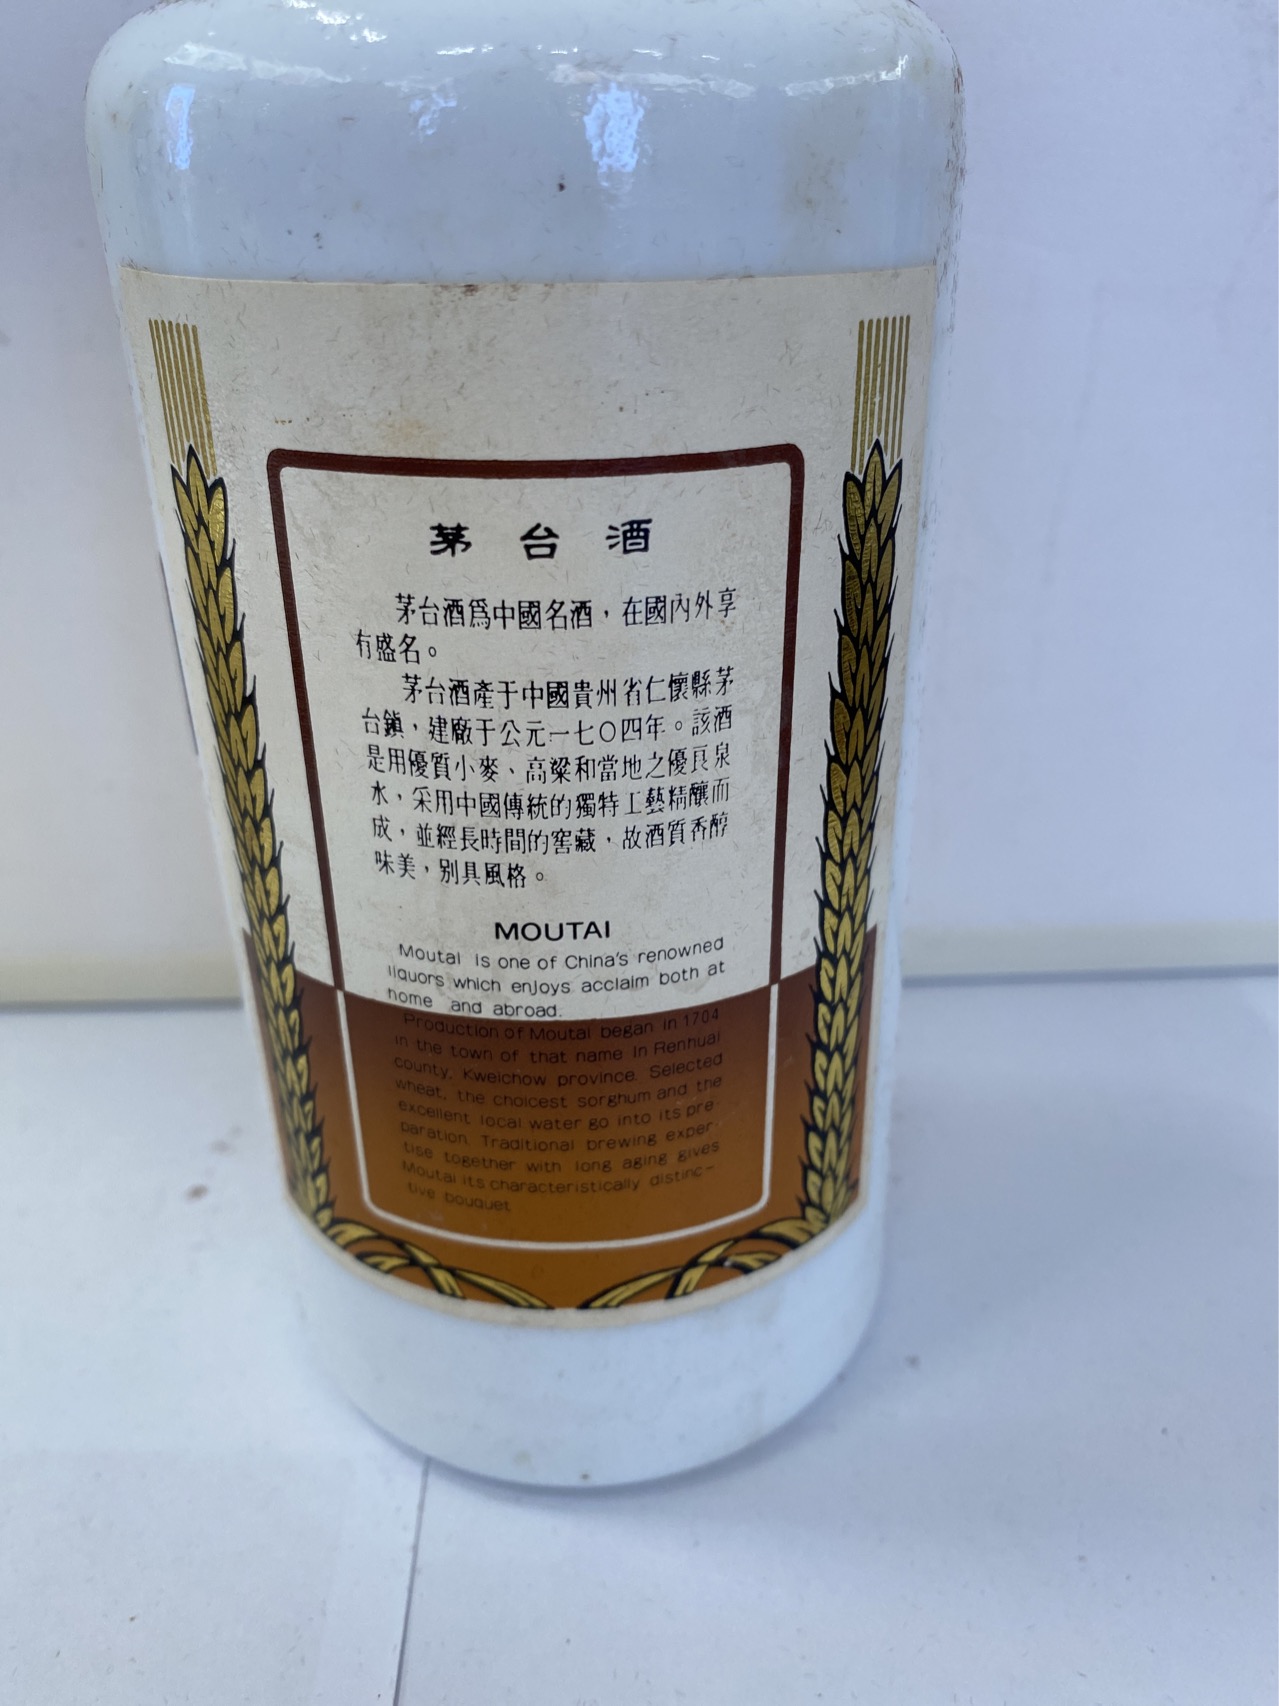 茅台酒
茅台酒爲中國名酒，在國內外享
有盛名。
茅台酒產于中國貴州省仁懷縣茅
台鎮，建廠于公元一七〇四年。該酒
是用優質小麥、高粱和當地之優良泉
水，采用中國傳統的獨特工藝精釀而
成，並經長時間的窖藏，故酒質香醇
味美，别具風格。
MOUTAI
Moutai is one of China's renowned
liquors which enjoys acclaim both at
home and abroad.
Production of Moutai began in 1704
in the town of that name in Renhuai
county, Kweichow province. Selected
wheat, the choicest sorghum and the
excellent local water go into its pre-
paration. Traditional brewing exper-
tise together with long aging gives
Moutai its characteristically distinc-
tive bouquet